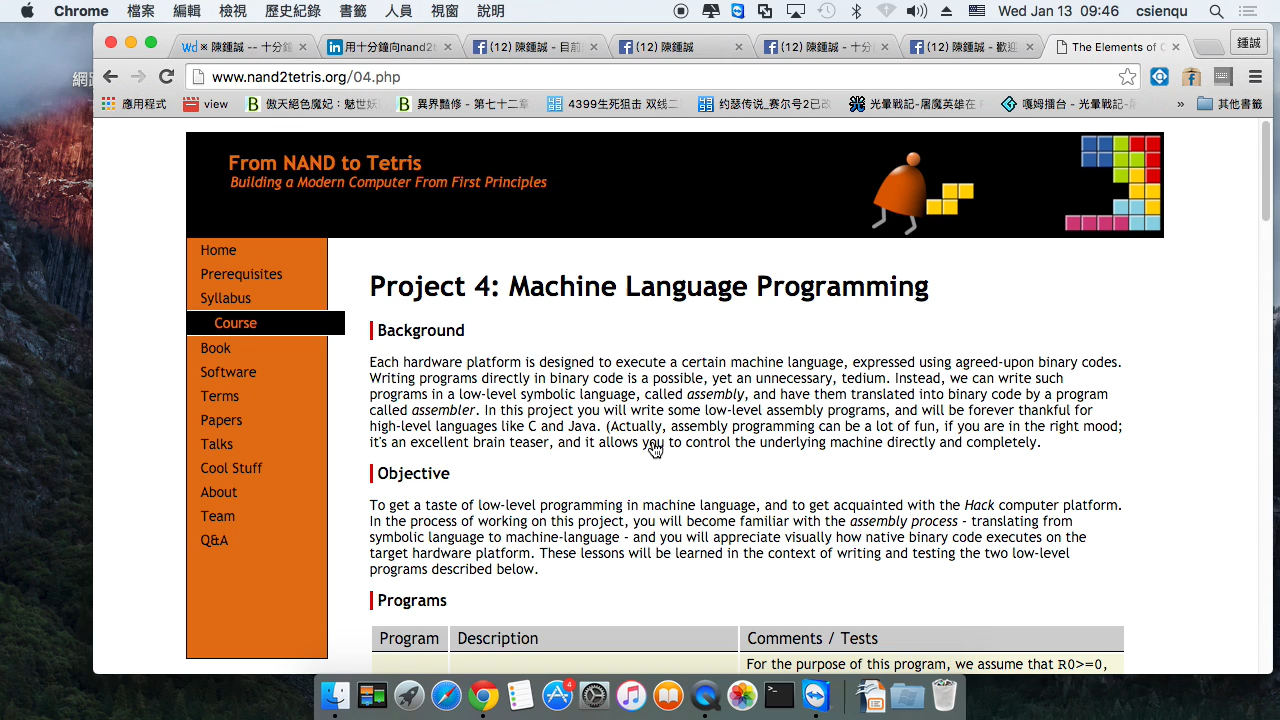 Chrome 檔案 編輯 檢視 歷史紀錄 書籤 人員 視窗 說明 Wed Jan 13 09:46 csienqu
Wd ※ 陳鍾誠 -- 十分鐘 in 用十分鐘向nand2t (12) 陳鍾誠 - 目前 (12) 陳鍾誠 (12) 陳鍾誠 - 十分 (12) 陳鍾誠 - 歡迎 The Elements of C 鍾誠
www.nand2tetris.org/04.php
應用程式 view B 傲天絕色魔妃：魅世妖 B 異界醫修 - 第七十二章 4399生死狙击 双线二 约瑟传说_赛尔号2已改 光暈戰記-屠魔英雄在 嘎姆擂台 - 光暈戰記- » 其他書籤
From NAND to Tetris
Building a Modern Computer From First Principles
Home
Prerequisites
Syllabus
Course
Book
Software
Terms
Papers
Talks
Cool Stuff
About
Team
Q&A
Project 4: Machine Language Programming
Background
Each hardware platform is designed to execute a certain machine language, expressed using agreed-upon binary codes.
Writing programs directly in binary code is a possible, yet an unnecessary, tedium. Instead, we can write such
programs in a low-level symbolic language, called assembly, and have them translated into binary code by a program
called assembler. In this project you will write some low-level assembly programs, and will be forever thankful for
high-level languages like C and Java. (Actually, assembly programming can be a lot of fun, if you are in the right mood;
it's an excellent brain teaser, and it allows you to control the underlying machine directly and completely.
Objective
To get a taste of low-level programming in machine language, and to get acquainted with the Hack computer platform.
In the process of working on this project, you will become familiar with the assembly process - translating from
symbolic language to machine-language - and you will appreciate visually how native binary code executes on the
target hardware platform. These lessons will be learned in the context of writing and testing the two low-level
programs described below.
Programs
Program Description Comments / Tests
For the purpose of this program, we assume that R0>=0,
4